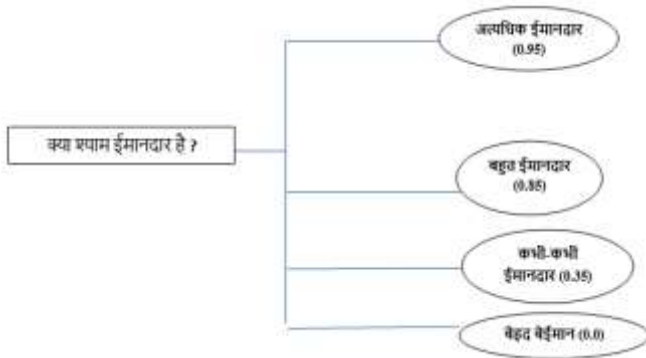 अत्यधिक ईमानदार
(0.95)
क्या श्याम ईमानदार है ?
बहुत ईमानदार
(0.85)
कभी-कभी
ईमानदार (0.35)
बेहद बेईमान (0.0)